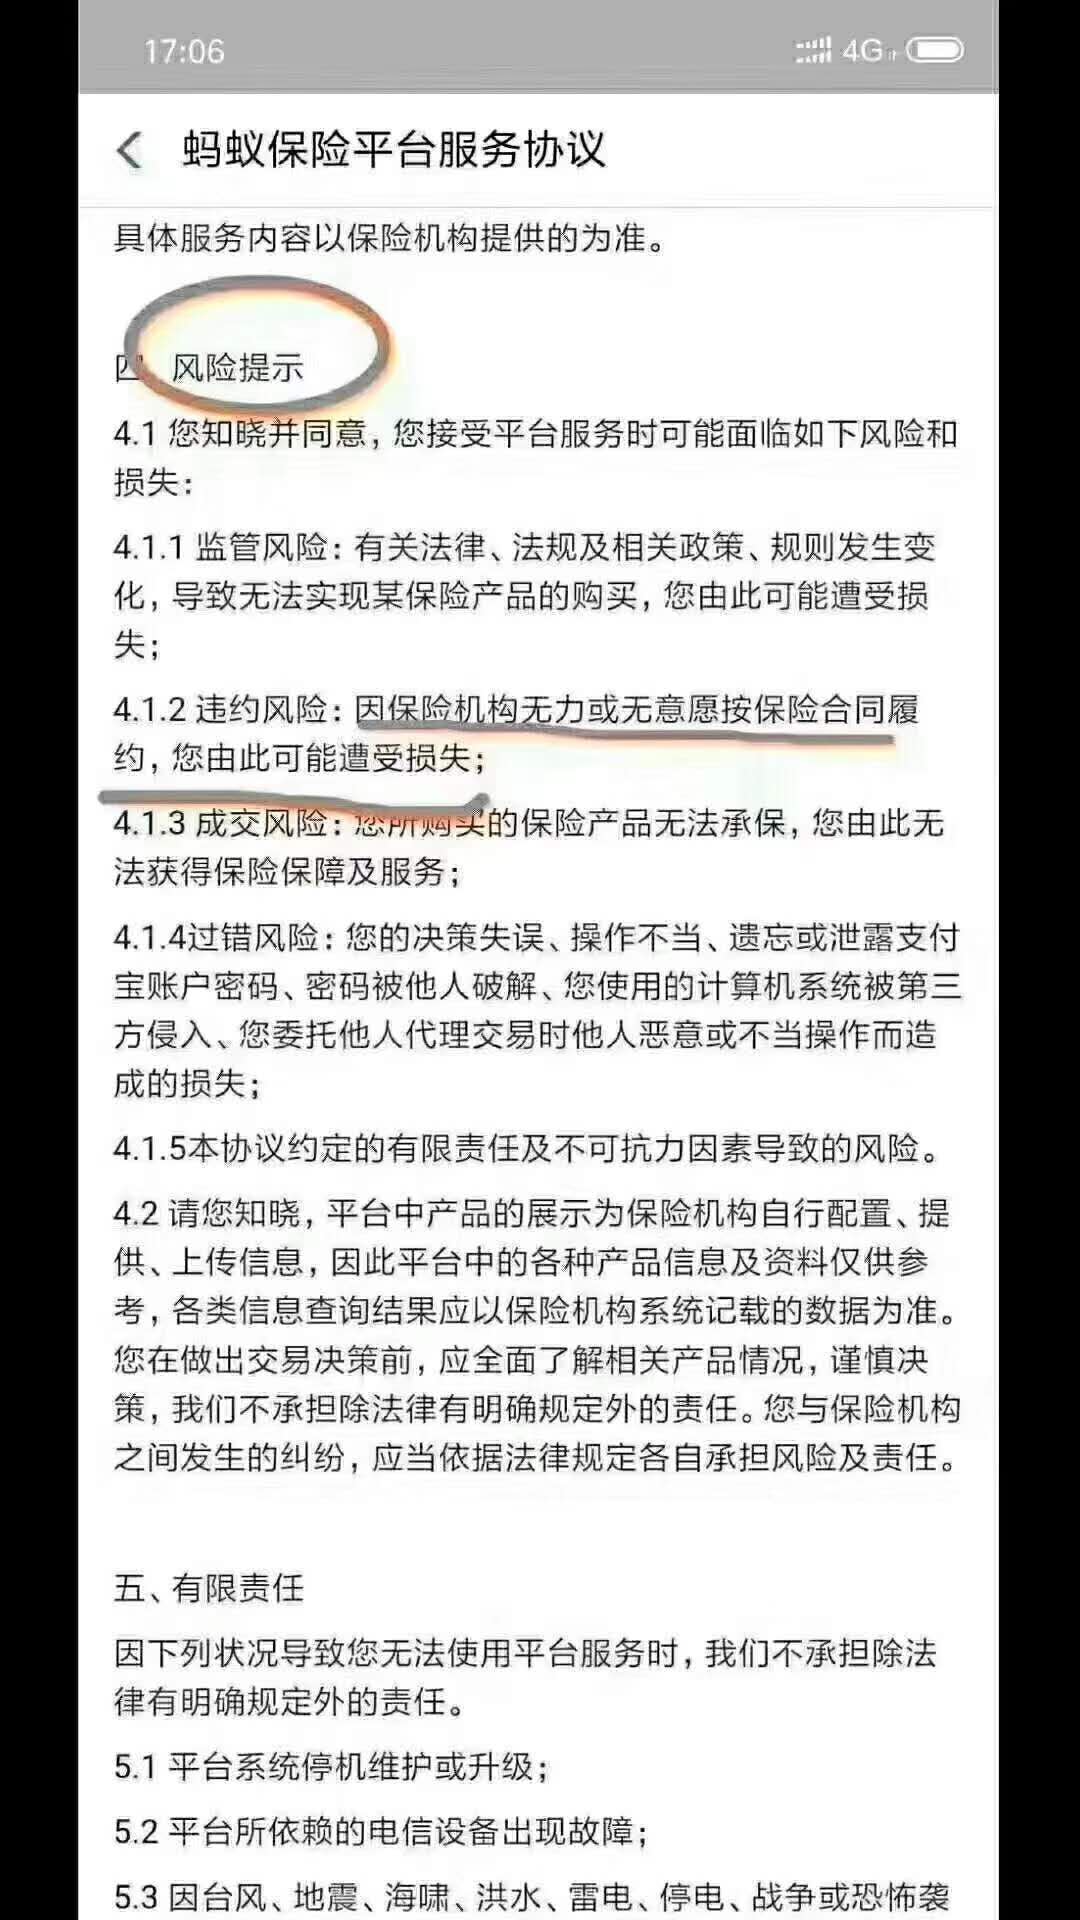 17:06
4G
蚂蚁保险平台服务协议
具体服务内容以保险机构提供的为准。
四、风险提示
4.1 您知晓并同意，您接受平台服务时可能面临如下风险和
损失：
4.1.1 监管风险：有关法律、法规及相关政策、规则发生变
化，导致无法实现某保险产品的购买，您由此可能遭受损
失；
4.1.2 违约风险：因保险机构无力或无意愿按保险合同履
约，您由此可能遭受损失；
4.1.3 成交风险：您所购买的保险产品无法承保，您由此无
法获得保险保障及服务；
4.1.4过错风险：您的决策失误、操作不当、遗忘或泄露支付
宝账户密码、密码被他人破解、您使用的计算机系统被第三
方侵入、您委托他人代理交易时他人恶意或不当操作而造
成的损失；
4.1.5本协议约定的有限责任及不可抗力因素导致的风险。
4.2 请您知晓，平台中产品的展示为保险机构自行配置、提
供、上传信息，因此平台中的各种产品信息及资料仅供参
考，各类信息查询结果应以保险机构系统记载的数据为准。
您在做出交易决策前，应全面了解相关产品情况，谨慎决
策，我们不承担除法律有明确规定外的责任。您与保险机构
之间发生的纠纷，应当依据法律规定各自承担风险及责任。
五、有限责任
因下列状况导致您无法使用平台服务时，我们不承担除法
律有明确规定外的责任。
5.1 平台系统停机维护或升级；
5.2 平台所依赖的电信设备出现故障；
5.3 因台风、地震、海啸、洪水、雷电、停电、战争或恐怖袭